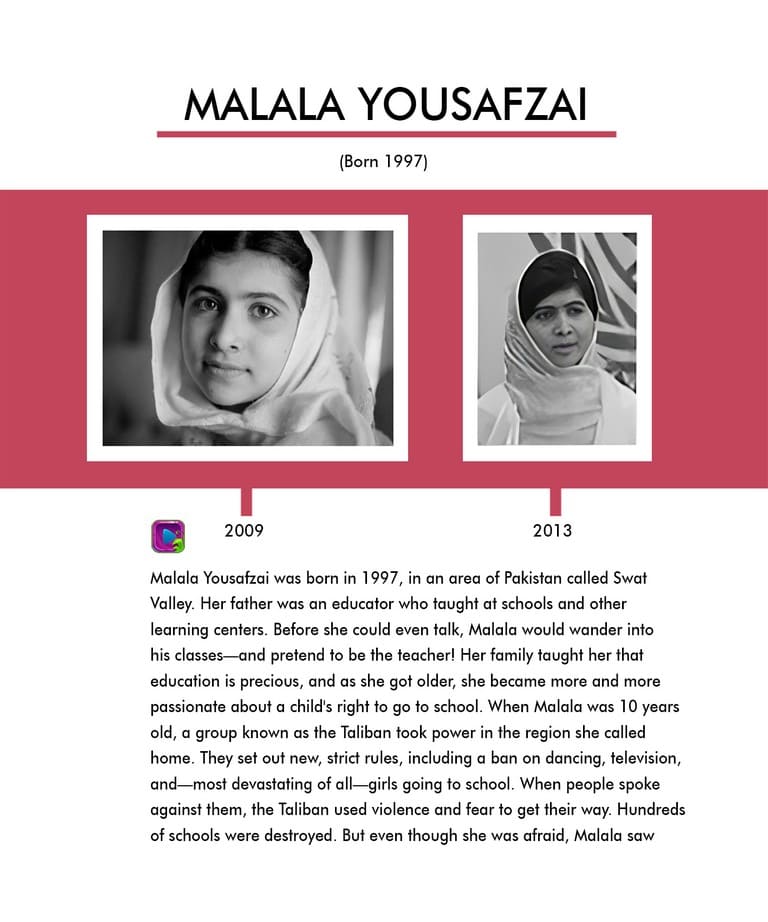 MALALA YOUSAFZAI
(Born 1997)
2009
2013
Malala Yousafzai was born in 1997, in an area of Pakistan called Swat
Valley. Her father was an educator who taught at schools and other
learning centers. Before she could even talk, Malala would wander into
his classes—and pretend to be the teacher! Her family taught her that
education is precious, and as she got older, she became more and more
passionate about a child's right to go to school. When Malala was 10 years
old, a group known as the Taliban took power in the region she called
home. They set out new, strict rules, including a ban on dancing, television,
and—most devastating of all—girls going to school. When people spoke
against them, the Taliban used violence and fear to get their way. Hundreds
of schools were destroyed. But even though she was afraid, Malala saw